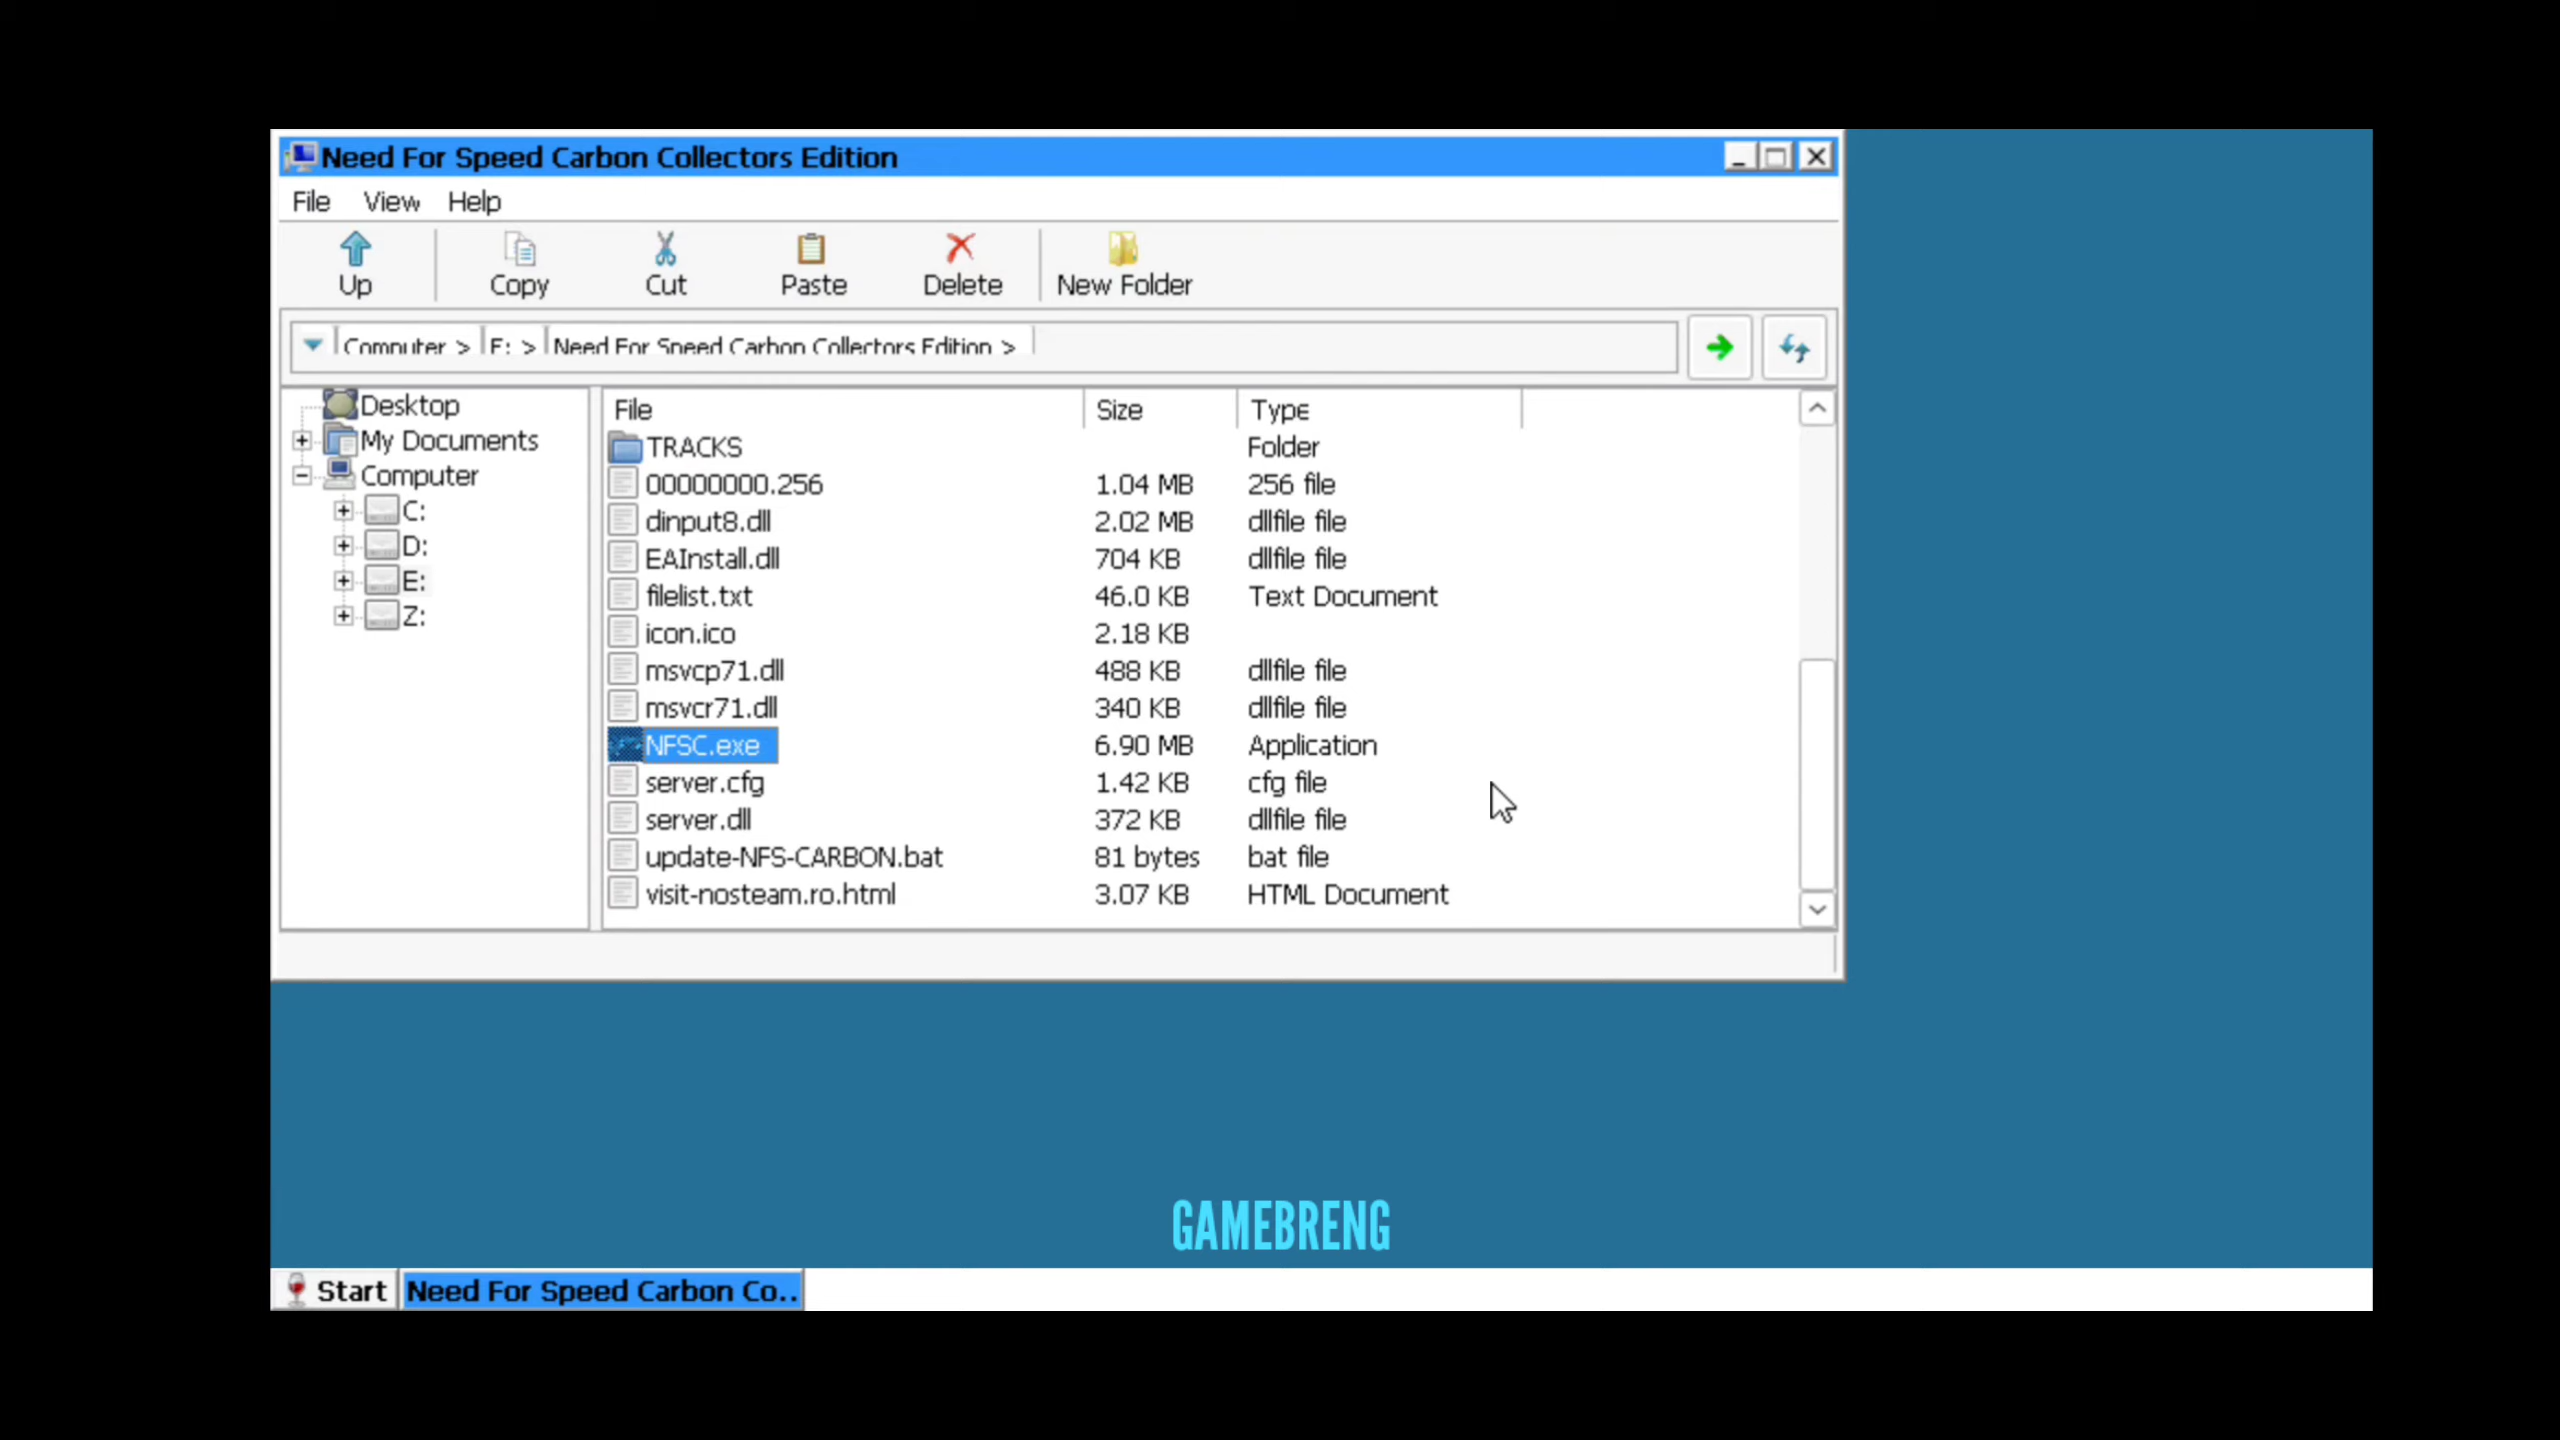 Need For Speed Carbon Collectors Edition
File View Help
Up Copy Cut Paste Delete New Folder
Computer > E: > Need For Speed Carbon Collectors Edition >
Desktop
My Documents
Computer
C:
D:
E:
Z:
File Size Type
TRACKS Folder
00000000.256 1.04 MB 256 file
dinput8.dll 2.02 MB dllfile file
EAInstall.dll 704 KB dllfile file
filelist.txt 46.0 KB Text Document
icon.ico 2.18 KB
msvcp71.dll 488 KB dllfile file
msvcr71.dll 340 KB dllfile file
NFSC.exe 6.90 MB Application
server.cfg 1.42 KB cfg file
server.dll 372 KB dllfile file
update-NFS-CARBON.bat 81 bytes bat file
visit-nosteam.ro.html 3.07 KB HTML Document
GAMEBRENG
Start Need For Speed Carbon Co..